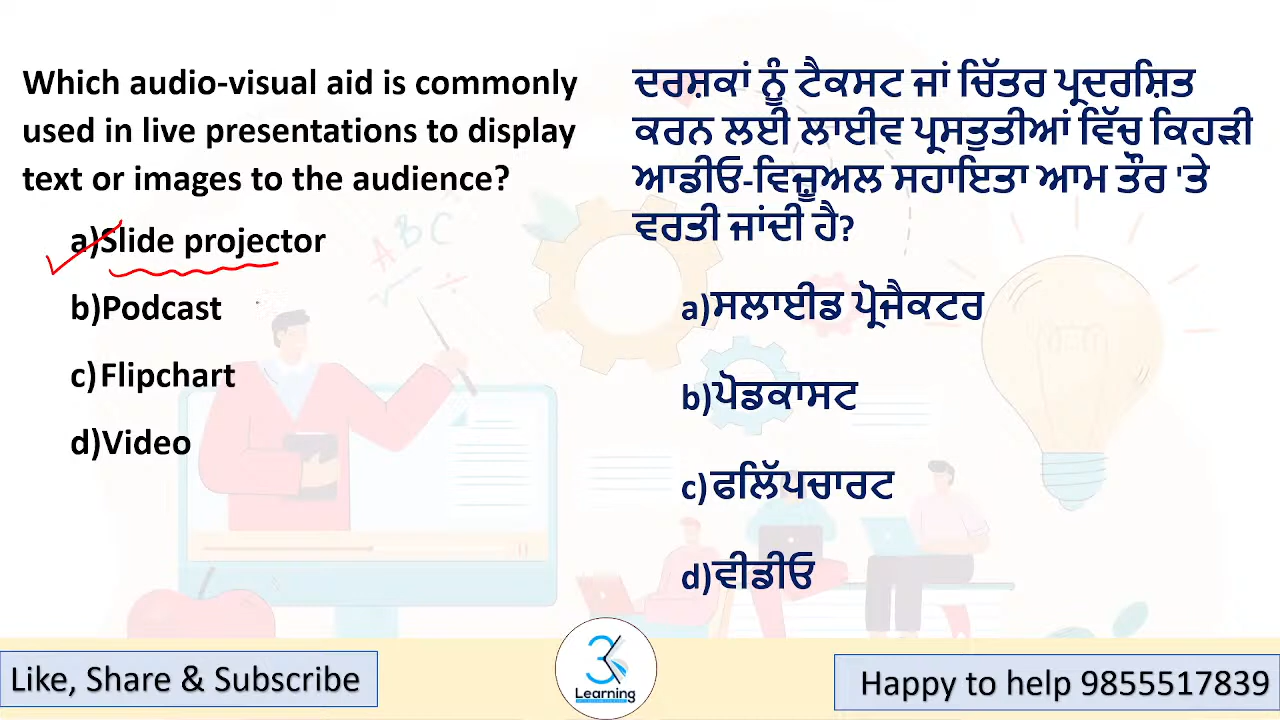 Which audio-visual aid is commonly
used in live presentations to display
text or images to the audience?
a)Slide projector
b)Podcast
c)Flipchart
d)Video
ਦਰਸ਼ਕਾਂ ਨੂੰ ਟੈਕਸਟ ਜਾਂ ਚਿੱਤਰ ਪ੍ਰਦਰਸ਼ਿਤ
ਕਰਨ ਲਈ ਲਾਈਵ ਪ੍ਰਸਤੁਤੀਆਂ ਵਿੱਚ ਕਿਹੜੀ
ਆਡੀਓ-ਵਿਜ਼ੂਅਲ ਸਹਾਇਤਾ ਆਮ ਤੌਰ 'ਤੇ
ਵਰਤੀ ਜਾਂਦੀ ਹੈ?
a)ਸਲਾਈਡ ਪ੍ਰੋਜੈਕਟਰ
b)ਪੋਡਕਾਸਟ
c)ਫਲਿੱਪਚਾਰਟ
d)ਵੀਡੀਓ
ABC
Like, Share & Subscribe
3
Learning
Happy to help 9855517839